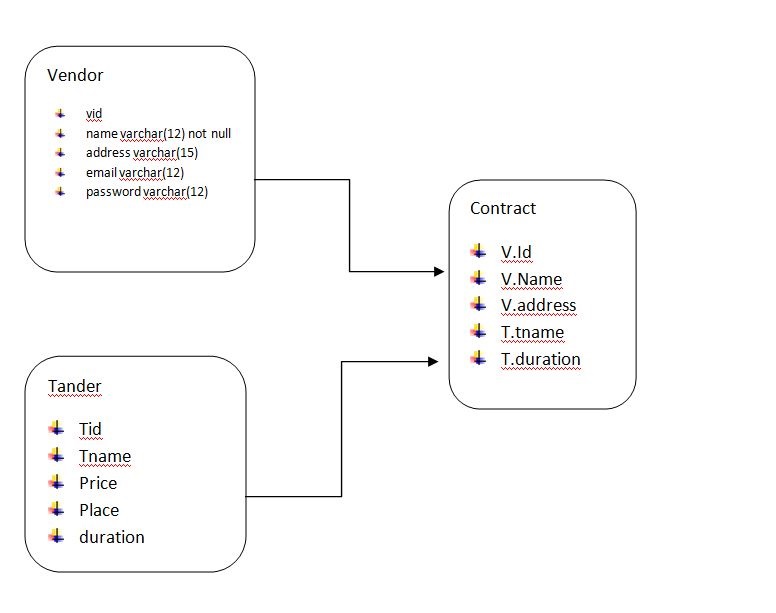 Vendor
vid
name varchar(12) not null
address varchar(15)
email varchar(12)
password varchar(12)
Contract
V.Id
V.Name
V.address
T.tname
T.duration
Tander
Tid
Tname
Price
Place
duration